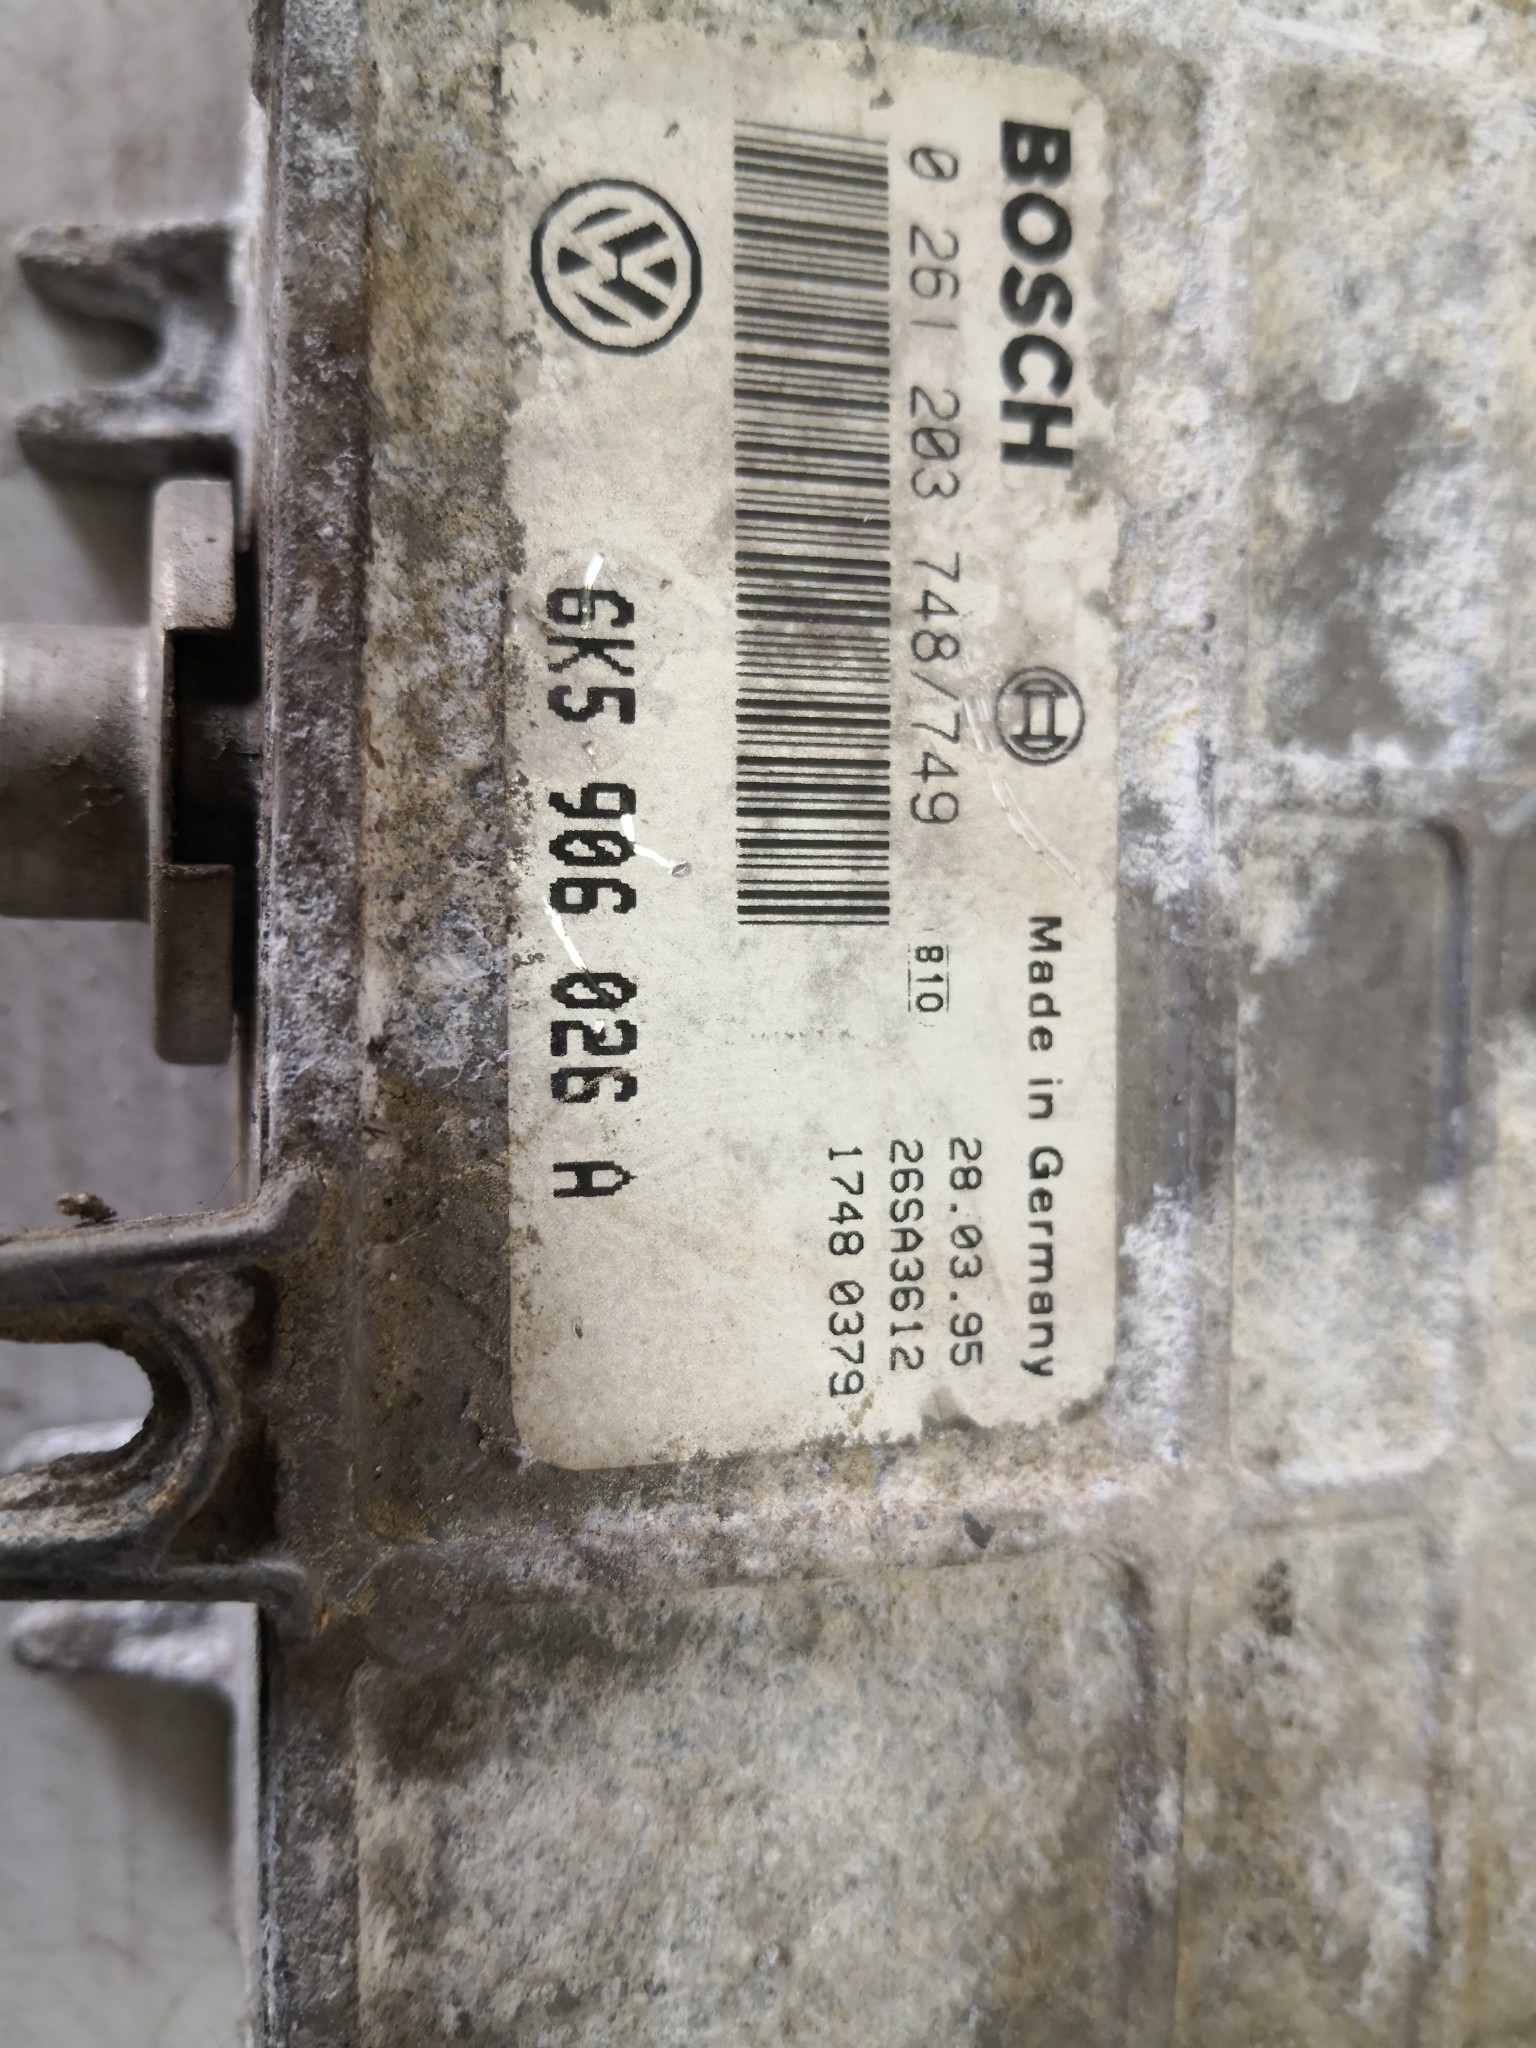 BOSCH
Made in Germany
0 261 203 748/749
810
28.03.95
26SA3612
1748 0379
6K5 906 026 A